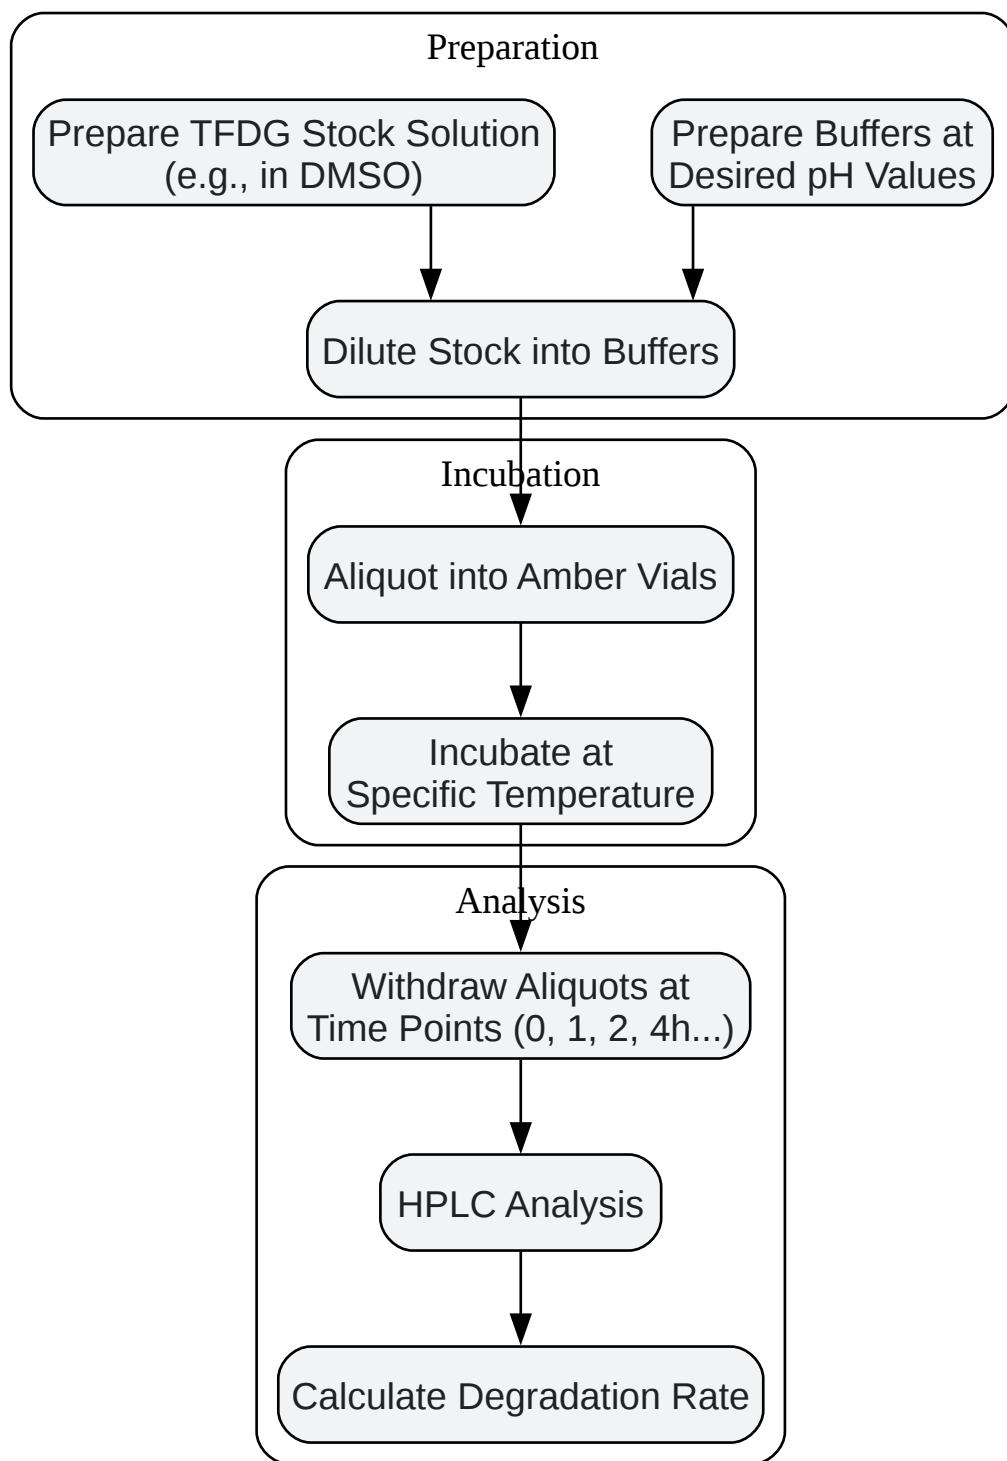 Preparation
Prepare TFDG Stock Solution
(e.g., in DMSO)
Prepare Buffers at
Desired pH Values
Dilute Stock into Buffers
Incubation
Aliquot into Amber Vials
Incubate at
Specific Temperature
Analysis
Withdraw Aliquots at
Time Points (0, 1, 2, 4h...)
HPLC Analysis
Calculate Degradation Rate